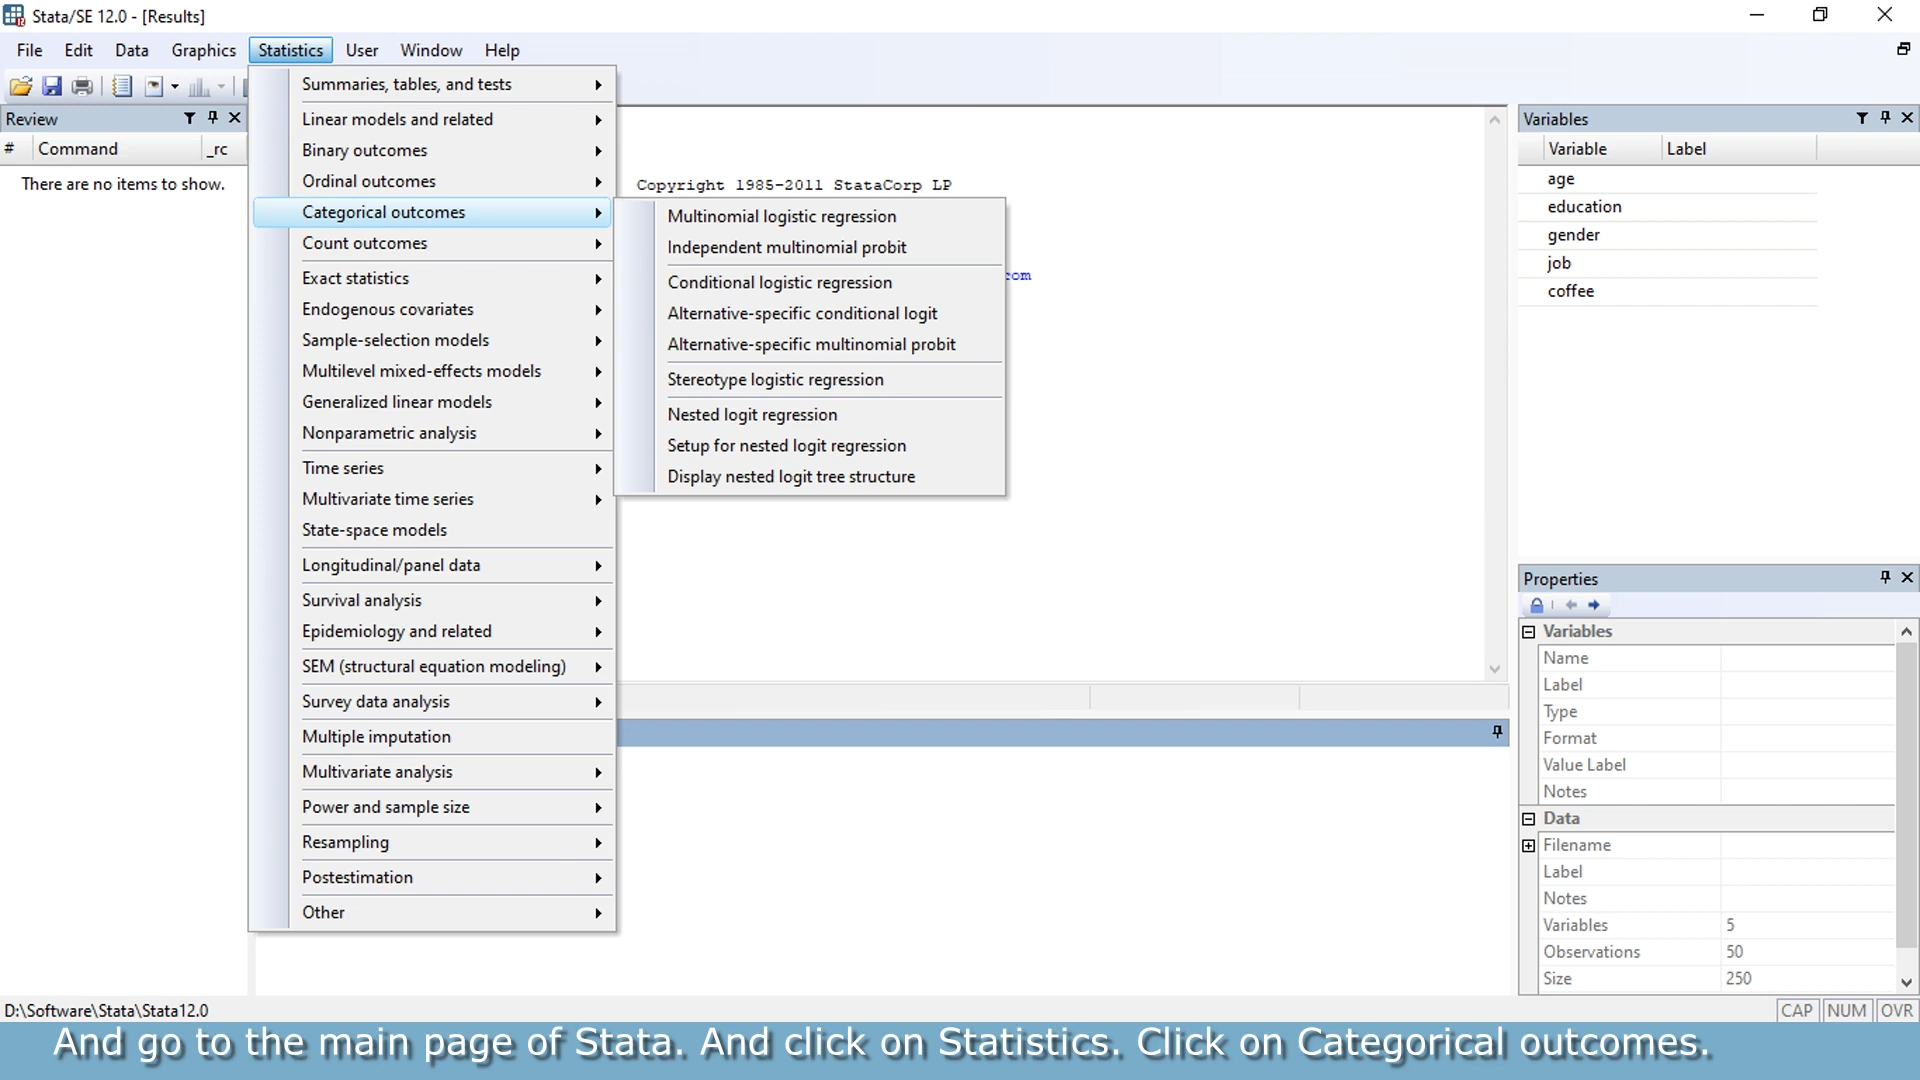 Stata/SE 12.0 - [Results]
File Edit Data Graphics Statistics User Window Help
Review
# Command _rc
There are no items to show.
Summaries, tables, and tests
Linear models and related
Binary outcomes
Ordinal outcomes
Categorical outcomes
Count outcomes
Exact statistics
Endogenous covariates
Sample-selection models
Multilevel mixed-effects models
Generalized linear models
Nonparametric analysis
Time series
Multivariate time series
State-space models
Longitudinal/panel data
Survival analysis
Epidemiology and related
SEM (structural equation modeling)
Survey data analysis
Multiple imputation
Multivariate analysis
Power and sample size
Resampling
Postestimation
Other
Copyright 1985-2011 StataCorp LP
Multinomial logistic regression
Independent multinomial probit
Conditional logistic regression
Alternative-specific conditional logit
Alternative-specific multinomial probit
Stereotype logistic regression
Nested logit regression
Setup for nested logit regression
Display nested logit tree structure
com
Variables
Variable Label
age
education
gender
job
coffee
Properties
Variables
Name
Label
Type
Format
Value Label
Notes
Data
Filename
Label
Notes
Variables 5
Observations 50
Size 250
D:\Software\Stata\Stata12.0
CAP NUM OVR
And go to the main page of Stata. And click on Statistics. Click on Categorical outcomes.